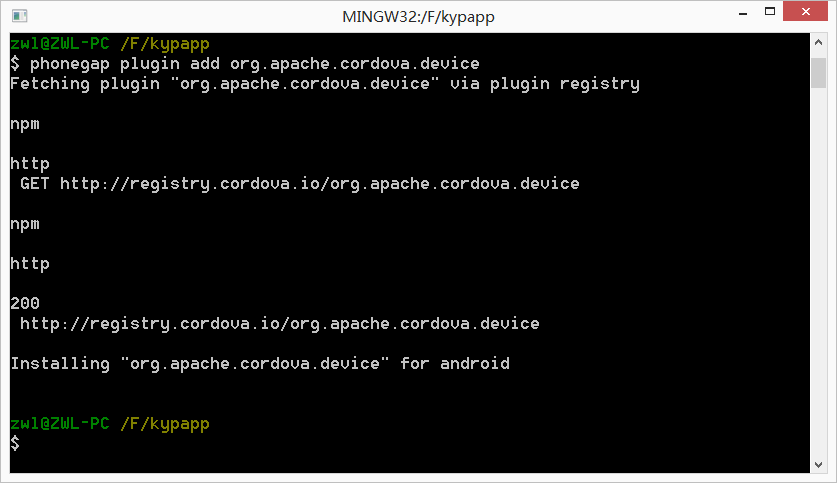 MINGW32:/F/kypapp
zwl@ZWL-PC /F/kypapp
$ phonegap plugin add org.apache.cordova.device
Fetching plugin "org.apache.cordova.device" via plugin registry
npm
http
GET http://registry.cordova.io/org.apache.cordova.device
npm
http
200
http://registry.cordova.io/org.apache.cordova.device
Installing "org.apache.cordova.device" for android
zwl@ZWL-PC /F/kypapp
$